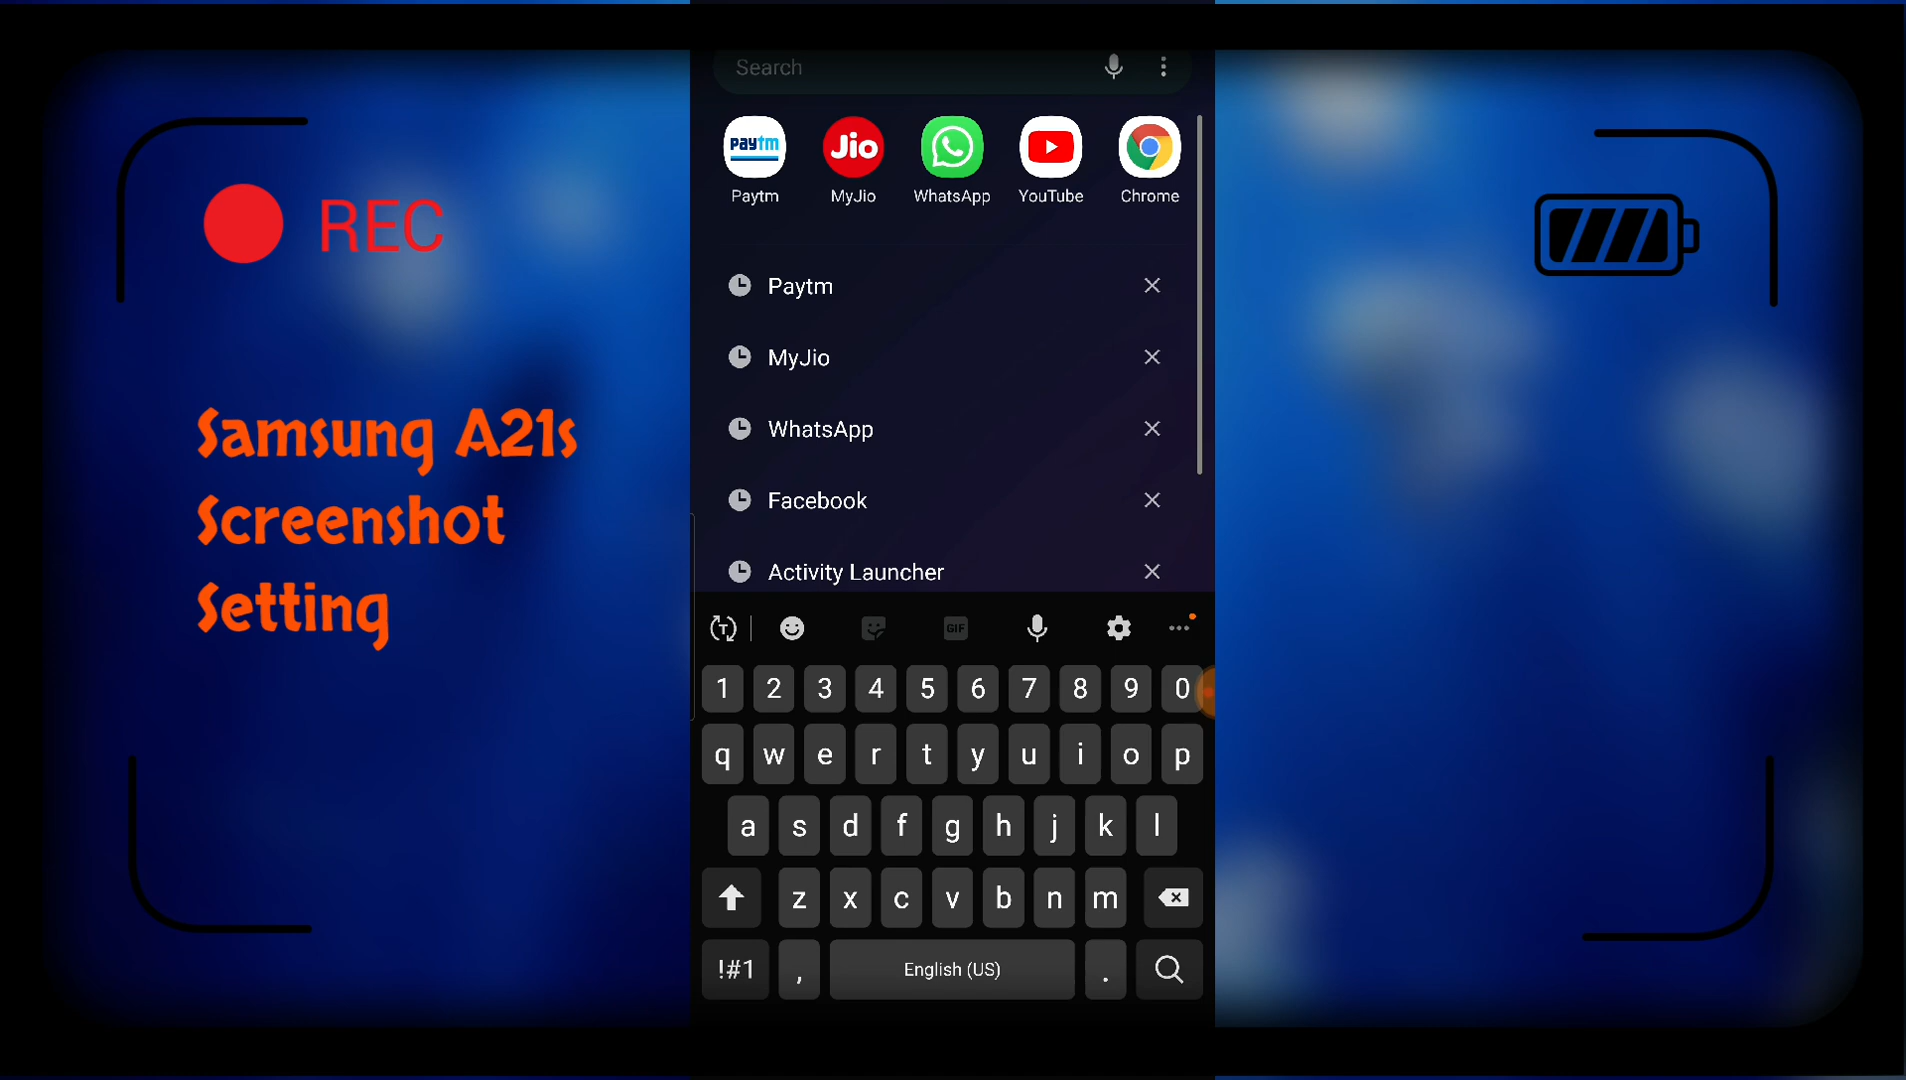 REC
Samsung A21s
Screenshot
Setting
Search
paytm Jio
Paytm MyJio WhatsApp YouTube Chrome
Paytm
MyJio
WhatsApp
Facebook
Activity Launcher
T GIF
1 2 3 4 5 6 7 8 9 0
q w e r t y u i o p
a s d f g h j k l
z x c v b n m
!#1 , English (US) .